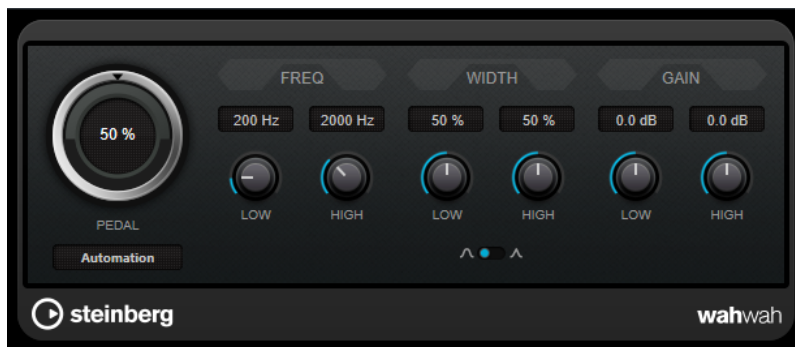 FREQ WIDTH GAIN
50 % 200 Hz 2000 Hz 50 % 50 % 0.0 dB 0.0 dB
LOW HIGH LOW HIGH LOW HIGH
PEDAL
Automation
steinberg wahwah